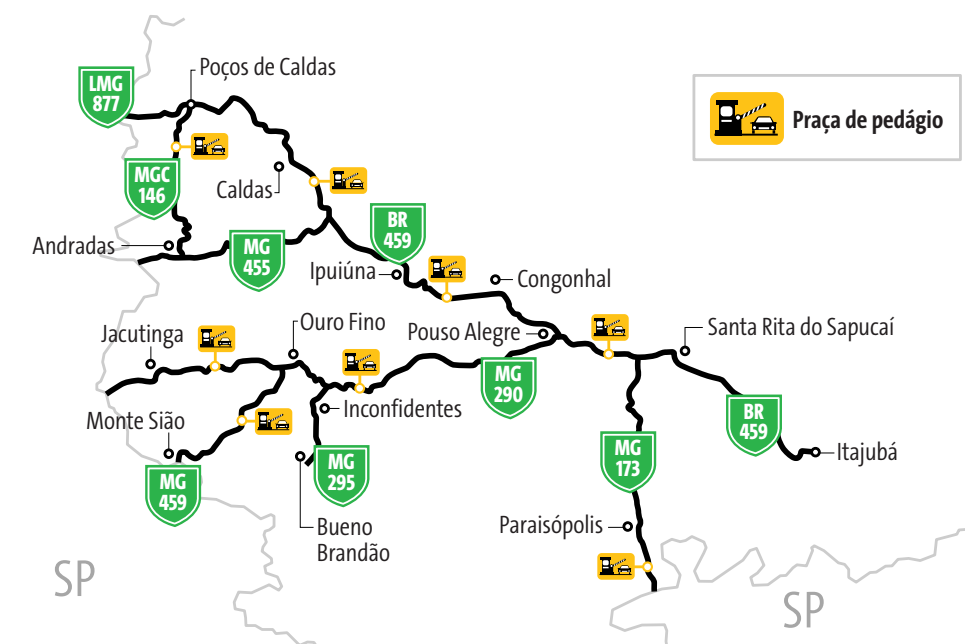 Poços de Caldas
LMG
877
Praça de pedágio
MGC
146
Caldas
Andradas
MG
455
BR
459
Ipuiúna
Congonhal
Jacutinga
Ouro Fino
Pouso Alegre
Santa Rita do Sapucaí
MG
290
Monte Sião
Inconfidentes
BR
459
MG
173
Itajubá
MG
459
MG
295
Bueno
Brandão
Paraisópolis
SP
SP